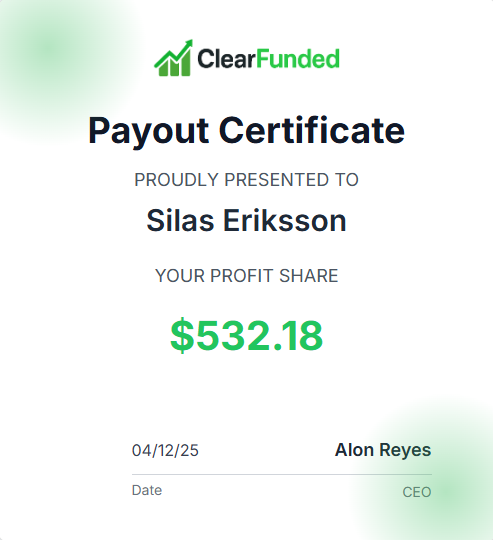 ClearFunded
Payout Certificate
PROUDLY PRESENTED TO
Silas Eriksson
YOUR PROFIT SHARE
$532.18
04/12/25 Alon Reyes
Date CEO